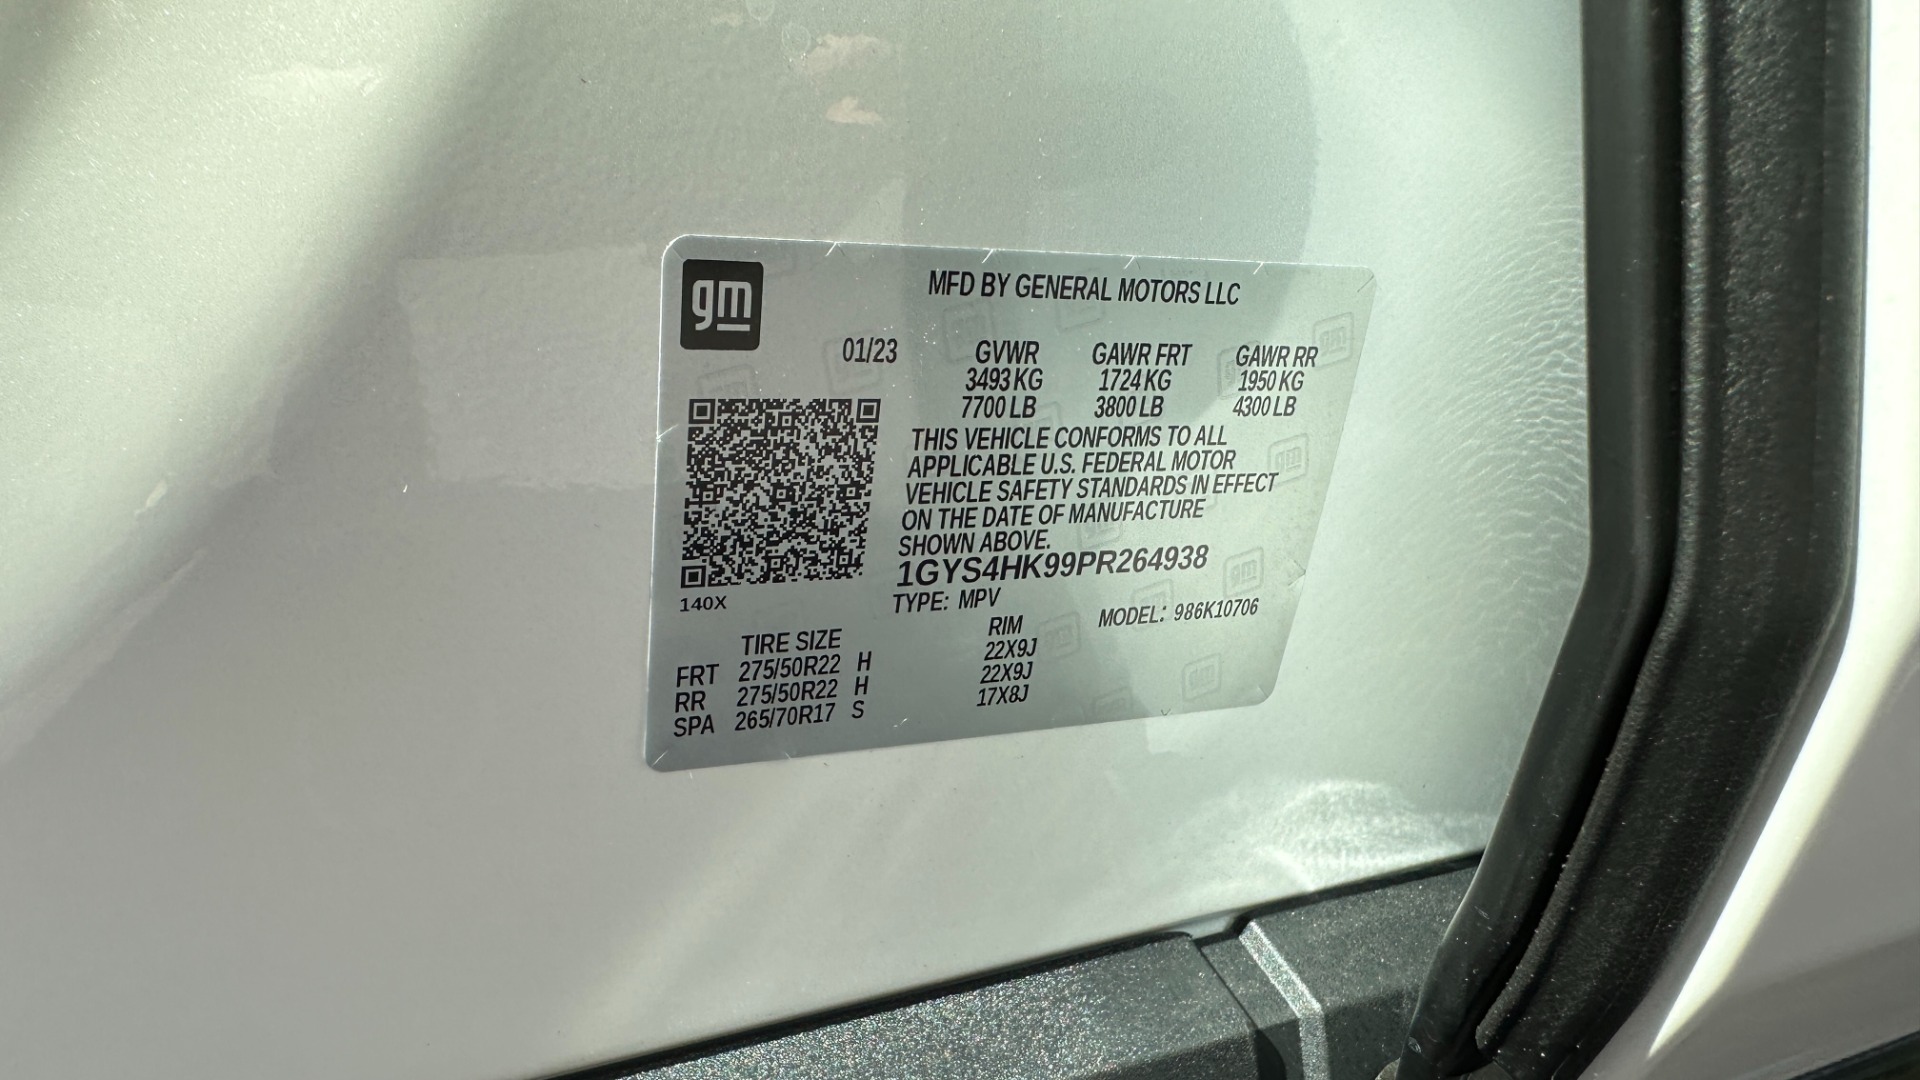 gm
MFD BY GENERAL MOTORS LLC
01/23 GVWR GAWR FRT GAWR RR
3493 KG 1724 KG 1950 KG
7700 LB 3800 LB 4300 LB
THIS VEHICLE CONFORMS TO ALL
APPLICABLE U.S. FEDERAL MOTOR
VEHICLE SAFETY STANDARDS IN EFFECT
ON THE DATE OF MANUFACTURE
SHOWN ABOVE.
1GYS4HK99PR264938
140X
TYPE: MPV MODEL: 986K10706
TIRE SIZE RIM
FRT 275/50R22 H 22X9J
RR 275/50R22 H 22X9J
SPA 265/70R17 S 17X8J